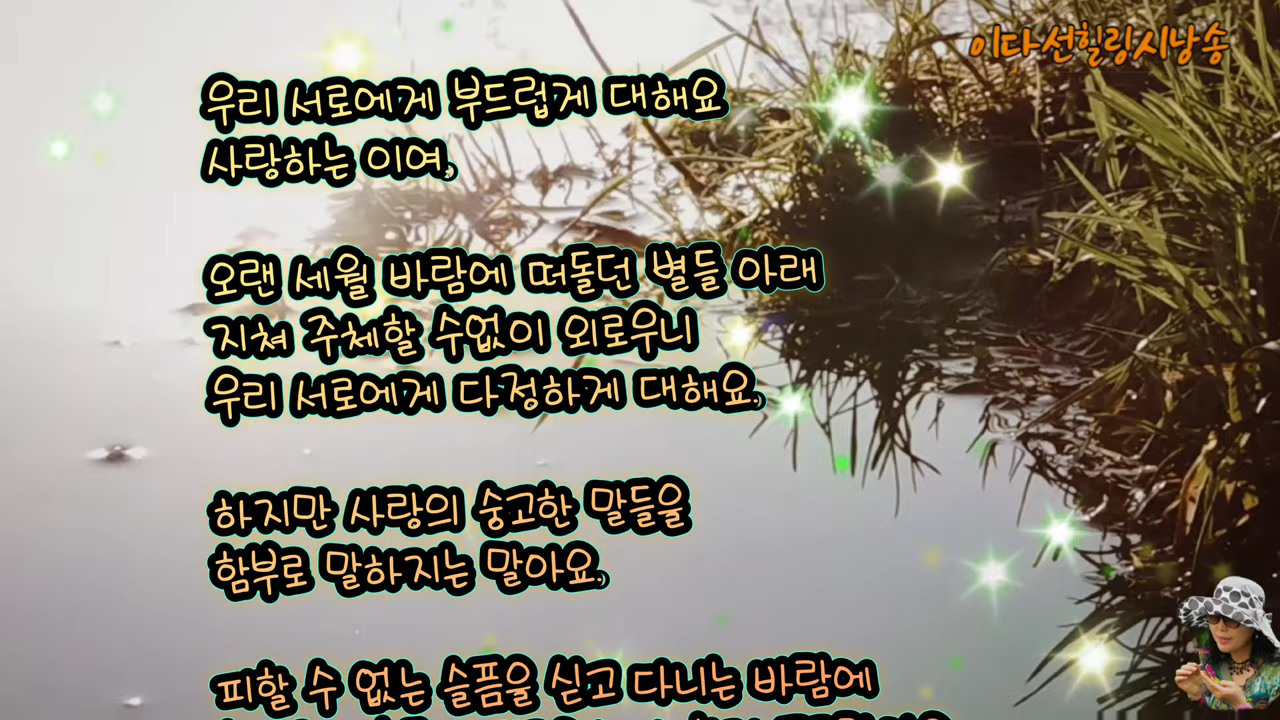 이다선힐링시낭송
우리 서로에게 부드럽게 대해요
사랑하는 이여,
오랜 세월 바람에 떠돌던 별들 아래
지쳐 주체할 수없이 외로우니
우리 서로에게 다정하게 대해요.
하지만 사랑의 숭고한 말들을
함부로 말하지는 말아요.
피할 수 없는 슬픔을 싣고 다니는 바람에